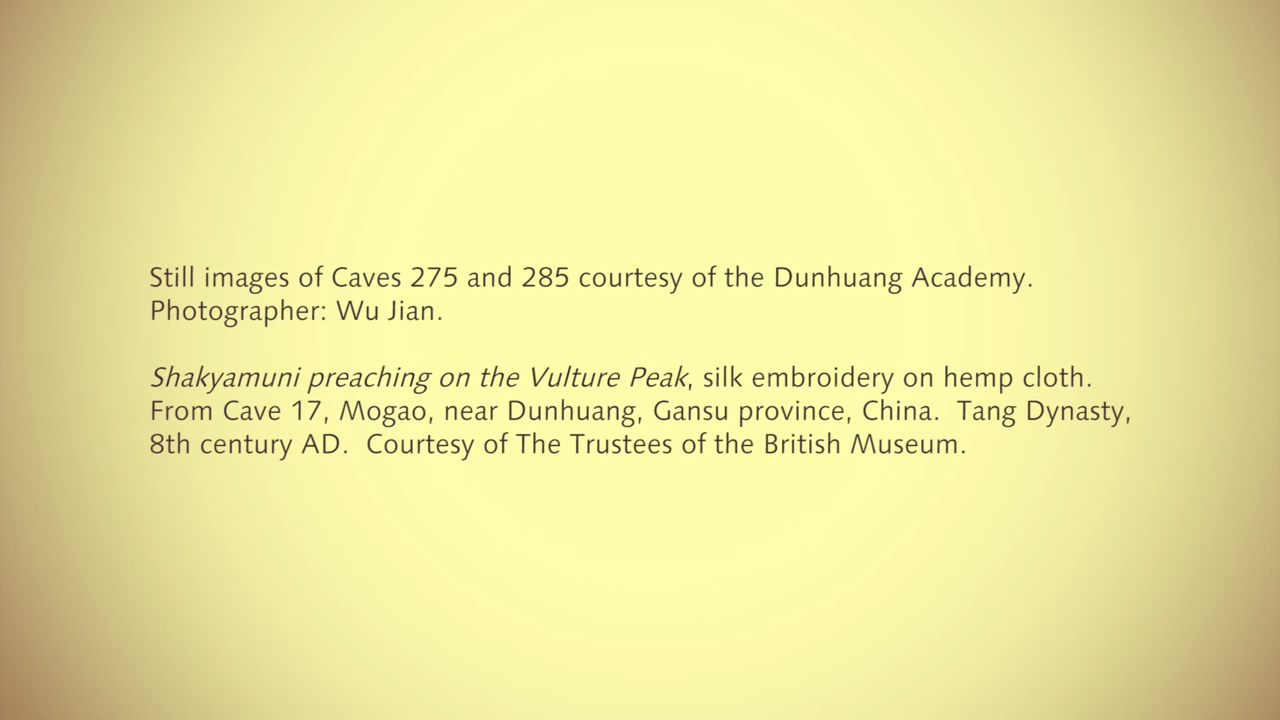 Still images of Caves 275 and 285 courtesy of the Dunhuang Academy.
Photographer: Wu Jian.
Shakyamuni preaching on the Vulture Peak, silk embroidery on hemp cloth.
From Cave 17, Mogao, near Dunhuang, Gansu province, China.  Tang Dynasty,
8th century AD.  Courtesy of The Trustees of the British Museum.